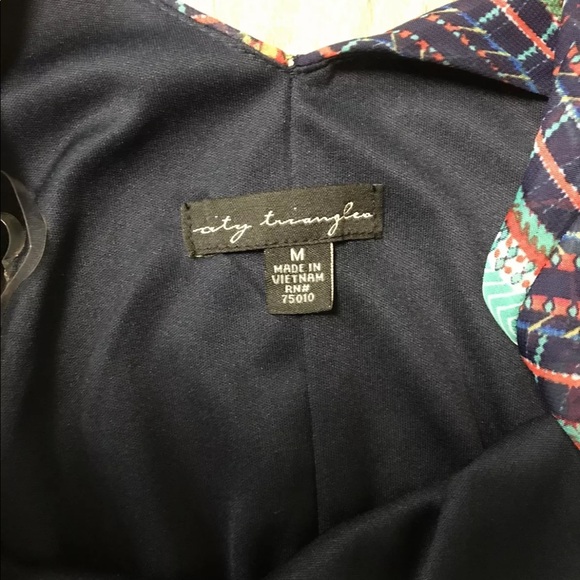 city triangles
M
MADE IN
VIETNAM
RN#
75010